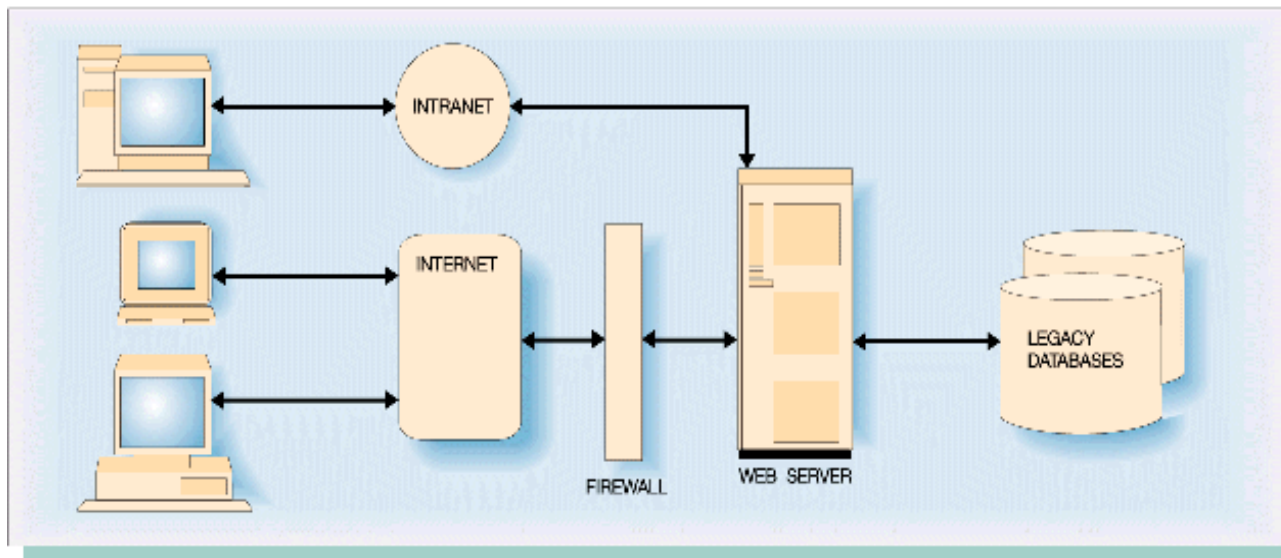 INTRANET
INTERNET
LEGACY
DATABASES
FIREWALL
WEB SERVER